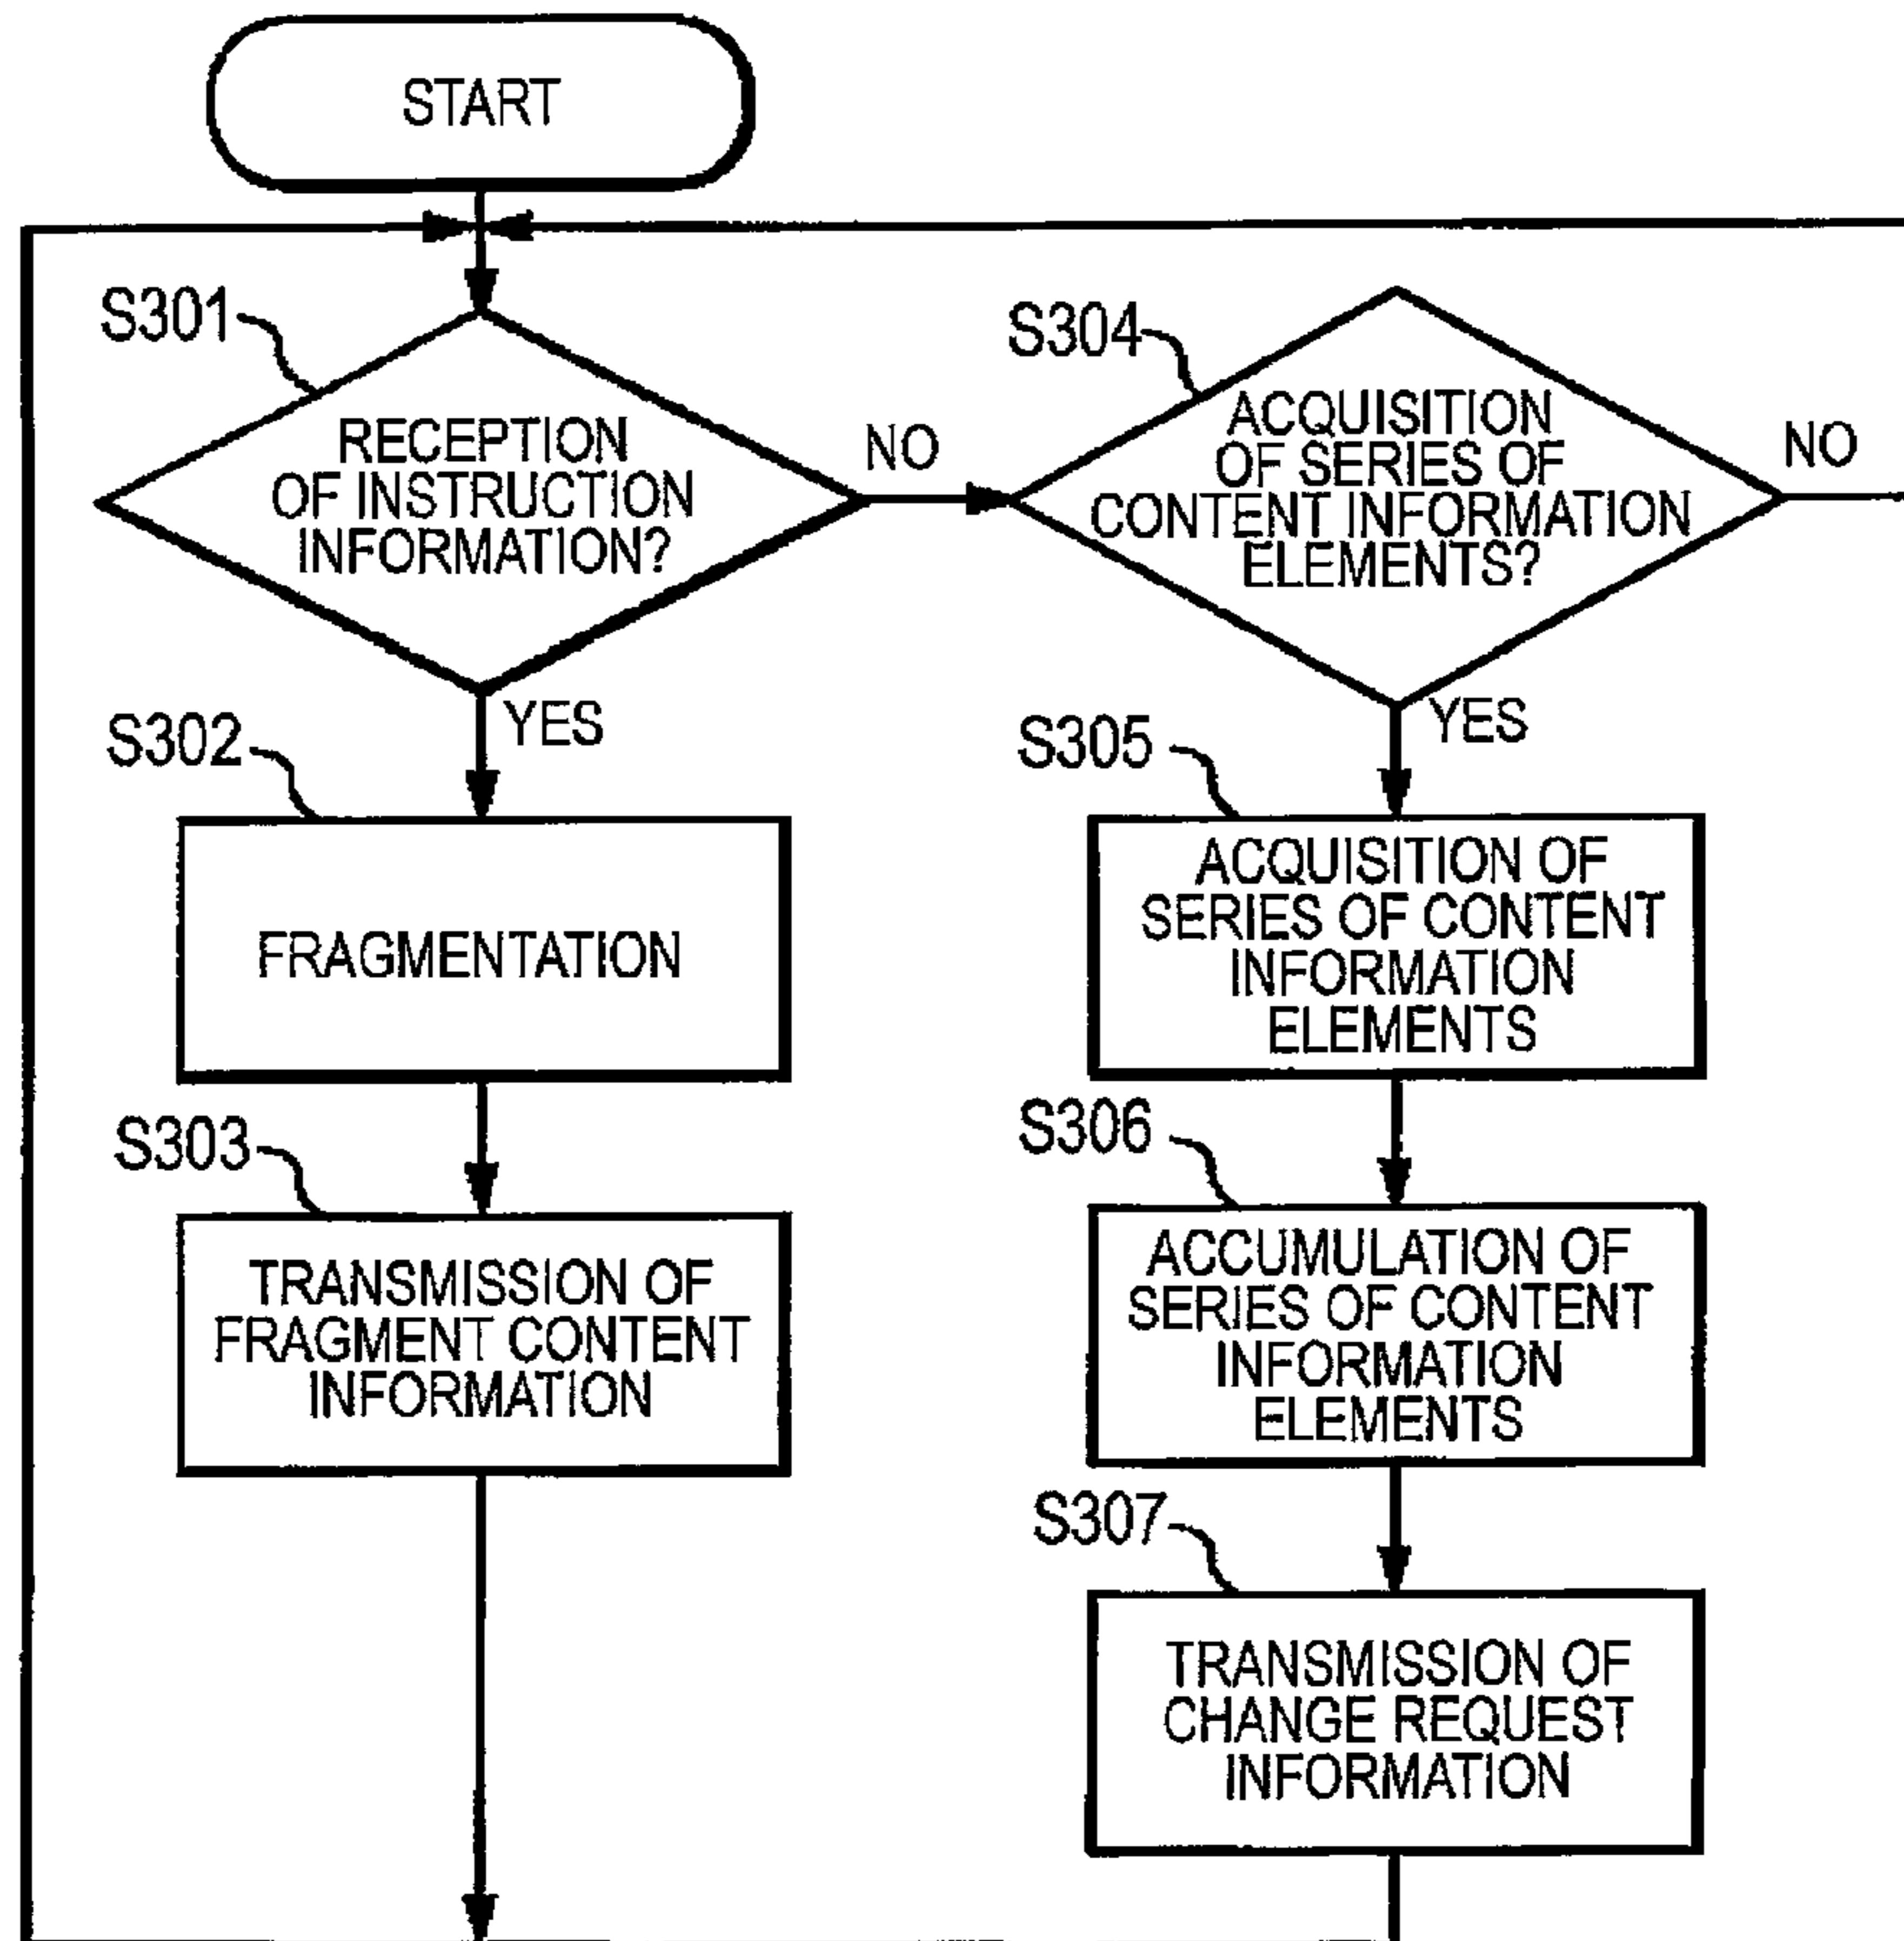 START
S301
RECEPTION
OF INSTRUCTION
INFORMATION?
NO
S304
ACQUISITION
OF SERIES OF
CONTENT INFORMATION
ELEMENTS?
NO
YES
S302
FRAGMENTATION
YES
S305
ACQUISITION OF
SERIES OF CONTENT
INFORMATION
ELEMENTS
S303
TRANSMISSION OF
FRAGMENT CONTENT
INFORMATION
S306
ACCUMULATION OF
SERIES OF CONTENT
INFORMATION
ELEMENTS
S307
TRANSMISSION OF
CHANGE REQUEST
INFORMATION